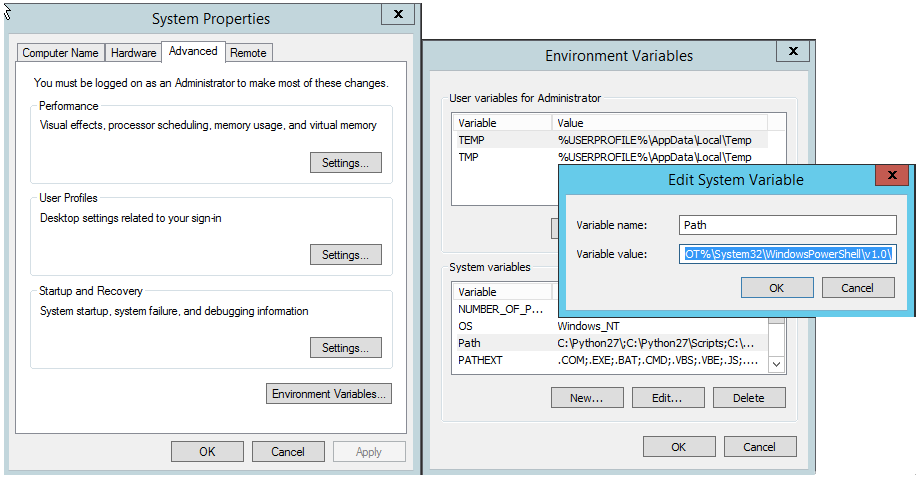 System Properties
x
Computer Name Hardware Advanced Remote
You must be logged on as an Administrator to make most of these changes.
Performance
Visual effects, processor scheduling, memory usage, and virtual memory
Settings...
User Profiles
Desktop settings related to your sign-in
Settings...
Startup and Recovery
System startup, system failure, and debugging information
Settings...
Environment Variables...
OK Cancel Apply
Environment Variables
x
User variables for Administrator
Variable Value
TEMP %USERPROFILE%\AppData\Local\Temp
TMP %USERPROFILE%\AppData\Local\Temp
System variables
Variable
NUMBER_OF_P...
OS Windows_NT
Path C:\Python27\;C:\Python27\Scripts;C:\...
PATHEXT .COM;.EXE;.BAT;.CMD;.VBS;.VBE;.JS;....
New... Edit... Delete
OK Cancel
Edit System Variable
x
Variable name: Path
Variable value: OT%\System32\WindowsPowerShell\v1.0\
OK Cancel